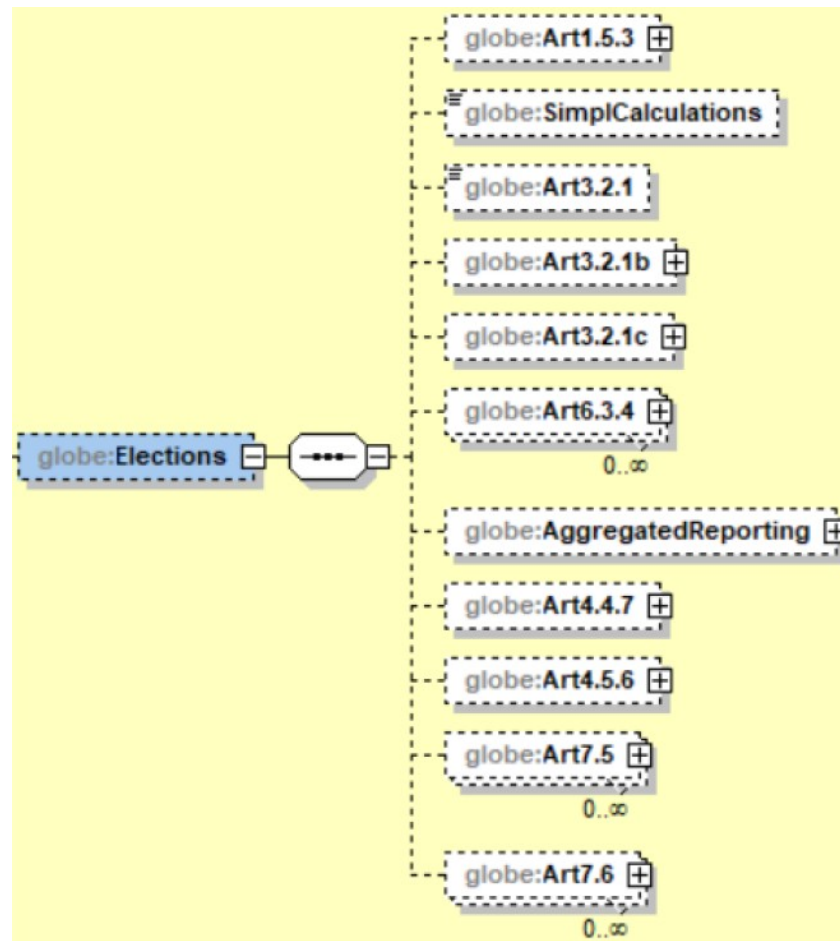 globe:Art1.5.3
globe:SimplCalculations
globe:Art3.2.1
globe:Art3.2.1b
globe:Art3.2.1c
globe:Art6.3.4
0..∞
globe:Elections
globe:AggregatedReporting
globe:Art4.4.7
globe:Art4.5.6
globe:Art7.5
0..∞
globe:Art7.6
0..∞